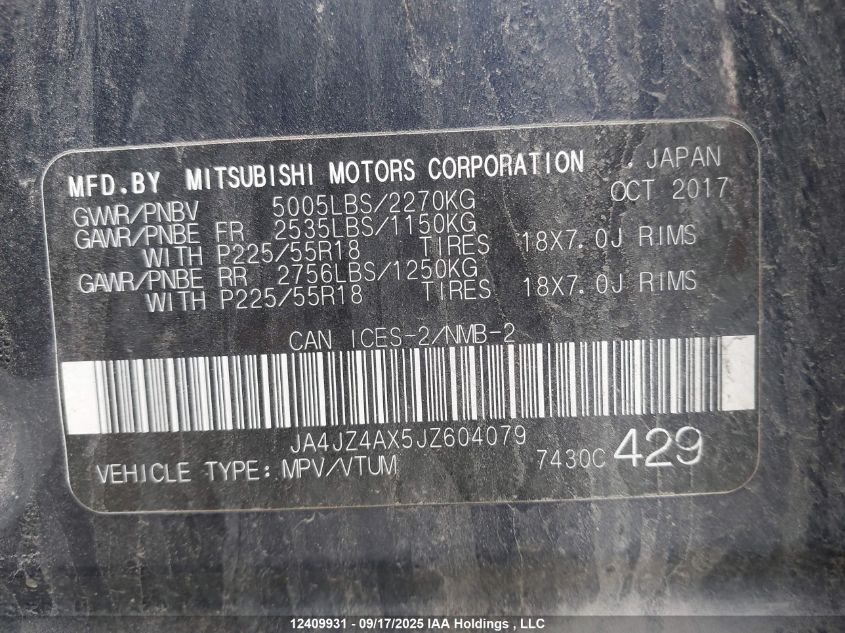 MFD.BY MITSUBISHI MOTORS CORPORATION , JAPAN
GVWR/PNBV 5005LBS/2270KG OCT 2017
GAWR/PNBE FR 2535LBS/1150KG
WITH P225/55R18 TIRES 18X7.0J RIMS
GAWR/PNBE RR 2756LBS/1250KG
WITH P225/55R18 TIRES 18X7.0J RIMS
CAN ICES-2/NMB-2
JA4JZ4AX5JZ604079
VEHICLE TYPE: MPV/VTUM 7430C 429
12409931 - 09/17/2025 IAA Holdings , LLC